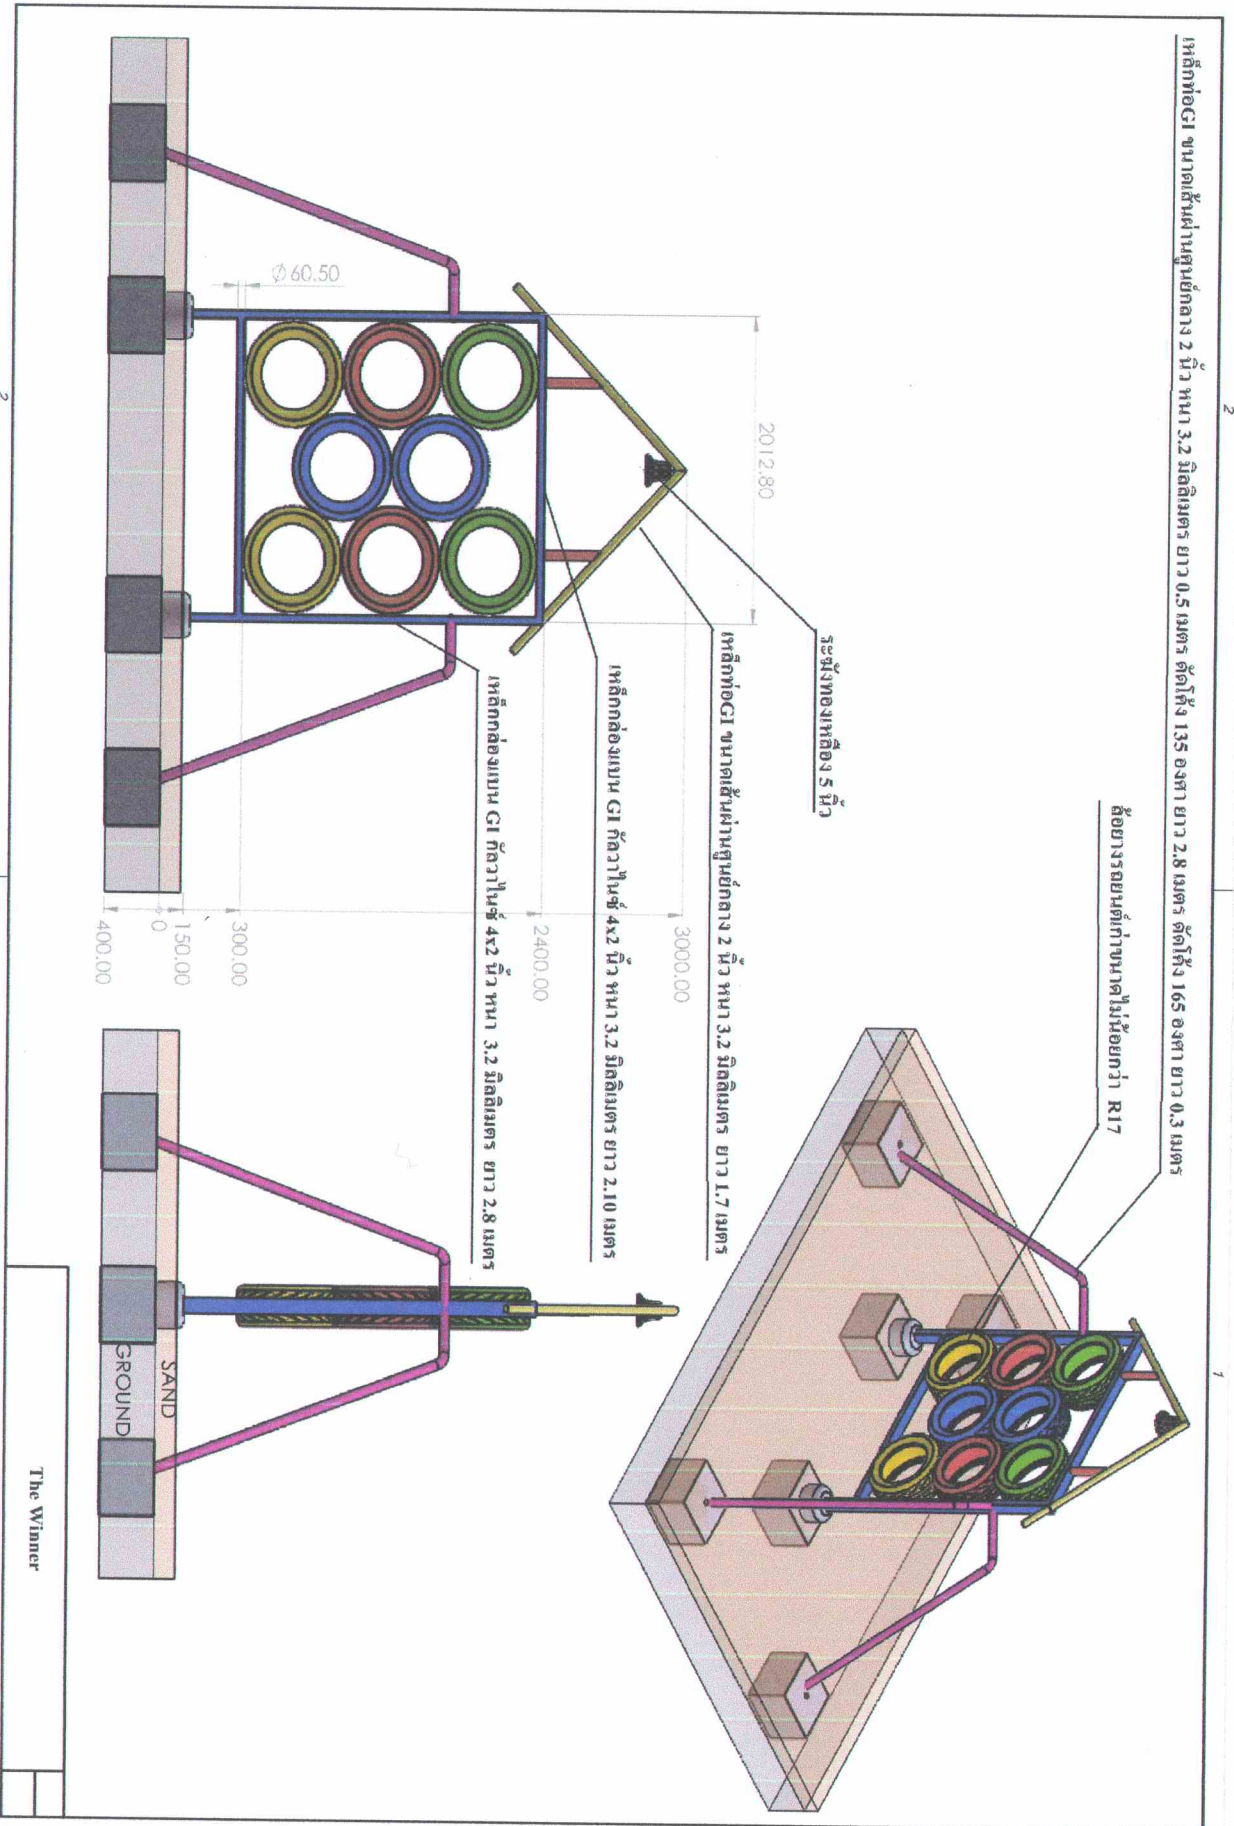 2
1
เหล็กท่อGI ขนาดเส้นผ่านศูนย์กลาง 2 นิ้ว หนา 3.2 มิลลิเมตร ยาว 0.5 เมตร ดัดโค้ง 135 องศา ยาว 2.8 เมตร ดัดโค้ง 165 องศา ยาว 0.3 เมตร
ล้อยางรถยนต์เก่าขนาดไม่น้อยกว่า R17
ระฆังทองเหลือง 5 นิ้ว
2012.80
เหล็กท่อGI ขนาดเส้นผ่านศูนย์กลาง 2 นิ้ว หนา 3.2 มิลลิเมตร ยาว 1.7 เมตร
3000.00
เหล็กกล่องแบน GI กัลวาไนซ์ 4x2 นิ้ว หนา 3.2 มิลลิเมตร ยาว 2.10 เมตร
2400.00
เหล็กกล่องแบน GI กัลวาไนซ์ 4x2 นิ้ว หนา 3.2 มิลลิเมตร ยาว 2.8 เมตร
Ø60.50
300.00
150.00
0
400.00
SAND
GROUND
The Winner
2